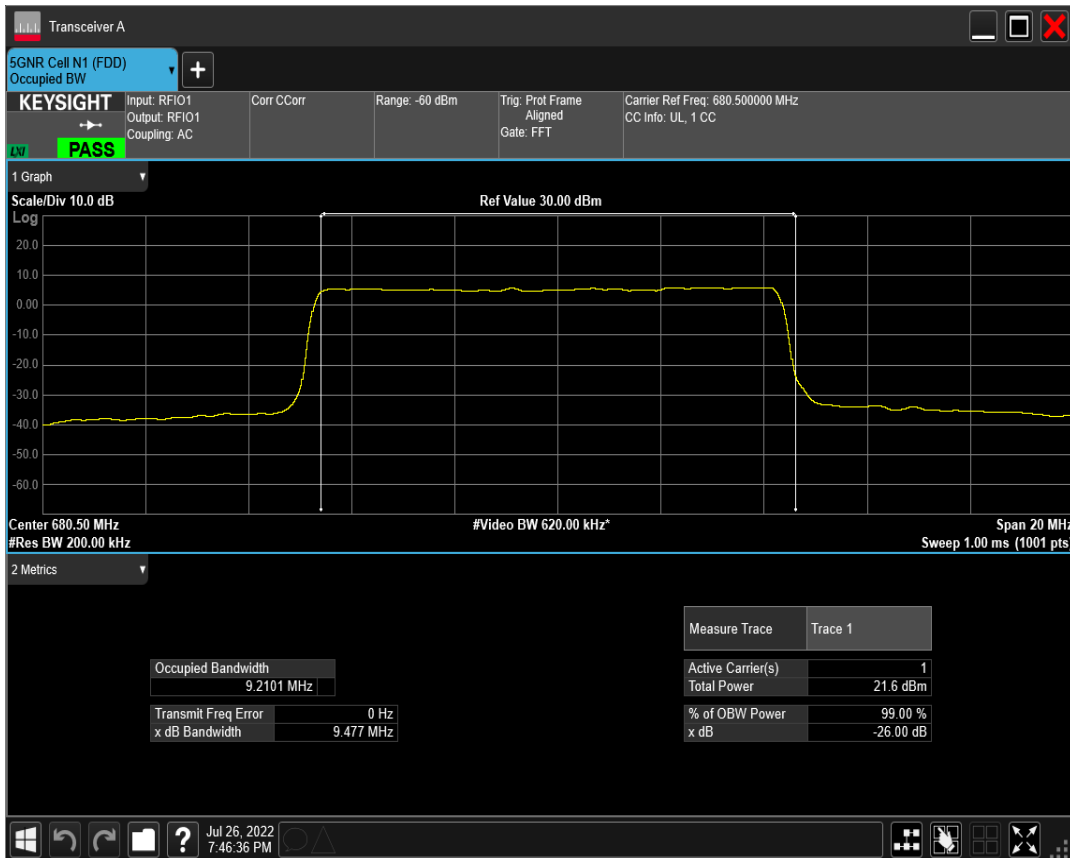 Transceiver A
5GNR Cell N1 (FDD)
Occupied BW
+
KEYSIGHT
LXI
PASS
Input: RFIO1
Output: RFIO1
Coupling: AC
Corr CCorr
Range: -60 dBm
Trig: Prot Frame
Aligned
Gate: FFT
Carrier Ref Freq: 680.500000 MHz
CC Info: UL, 1 CC
1 Graph
Scale/Div 10.0 dB
Ref Value 30.00 dBm
Log
20.0
10.0
0.00
-10.0
-20.0
-30.0
-40.0
-50.0
-60.0
Center 680.50 MHz
#Video BW 620.00 kHz*
Span 20 MHz
#Res BW 200.00 kHz
Sweep 1.00 ms (1001 pts)
2 Metrics
Measure Trace Trace 1
Occupied Bandwidth
9.2101 MHz
Active Carrier(s) 1
Total Power 21.6 dBm
Transmit Freq Error 0 Hz
x dB Bandwidth 9.477 MHz
% of OBW Power 99.00 %
x dB -26.00 dB
?
Jul 26, 2022
7:46:36 PM